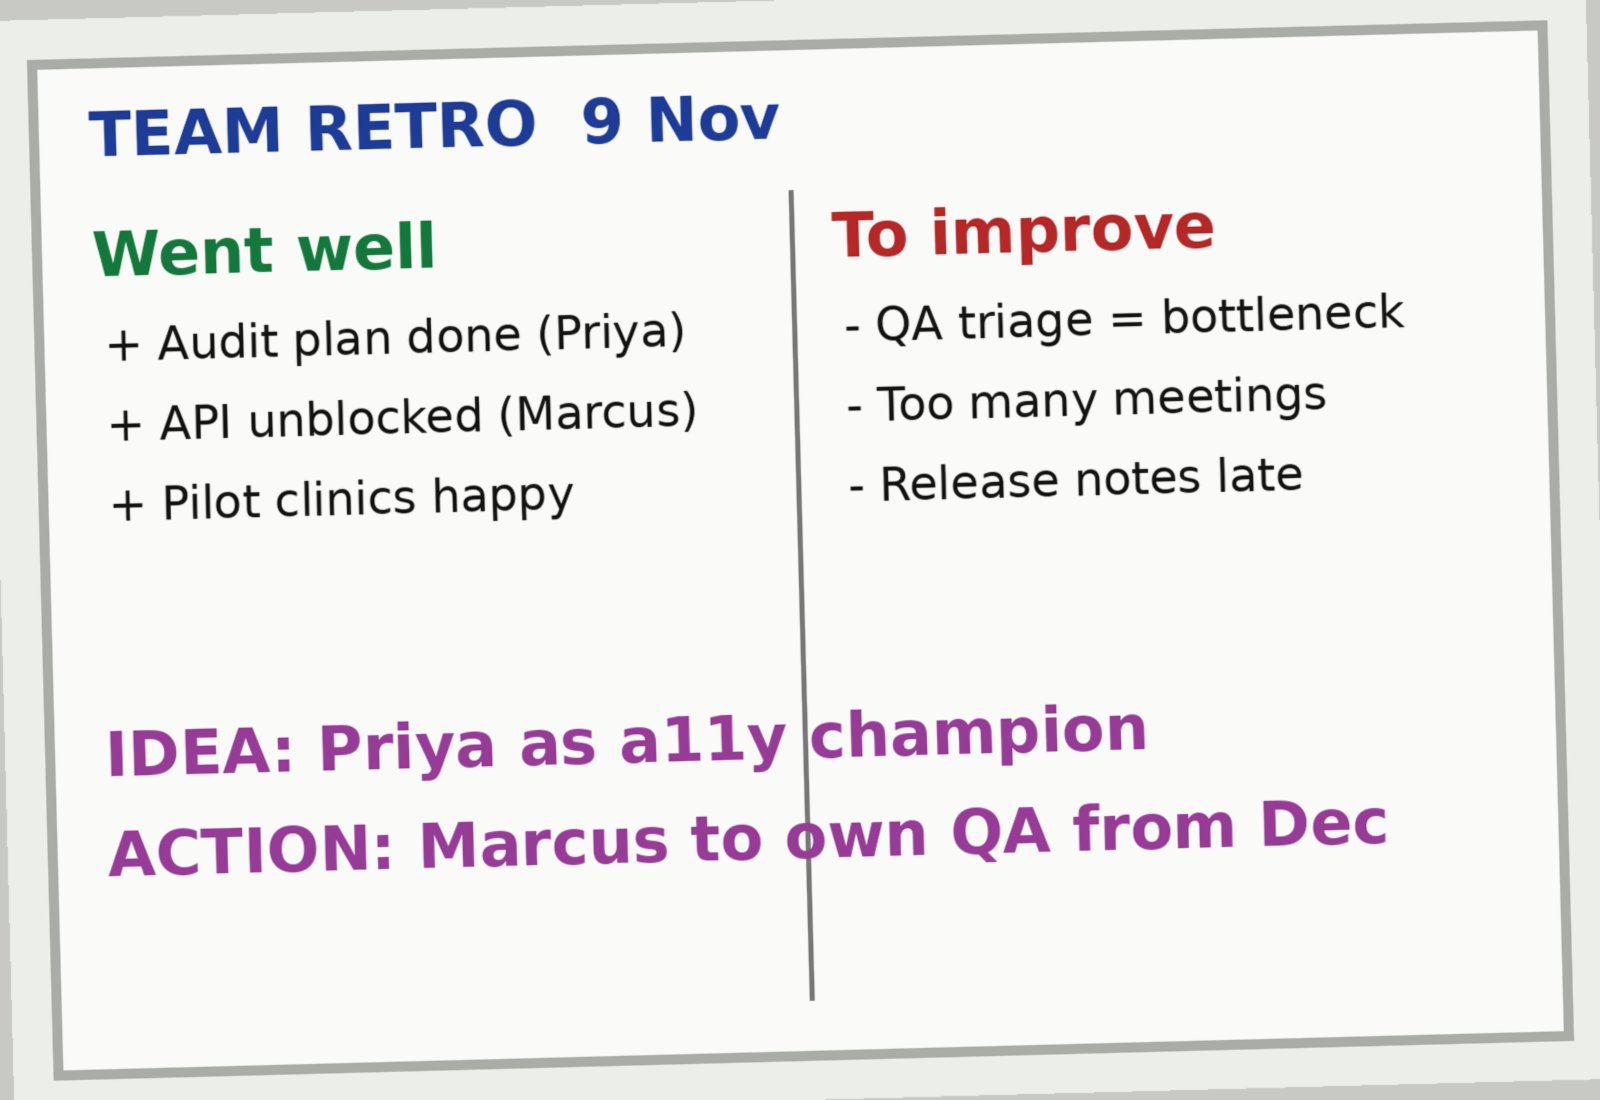 TEAM RETRO 9 Nov
Went well
+ Audit plan done (Priya)
+ API unblocked (Marcus)
+ Pilot clinics happy
To improve
- QA triage = bottleneck
- Too many meetings
- Release notes late
IDEA: Priya as a11y champion
ACTION: Marcus to own QA from Dec